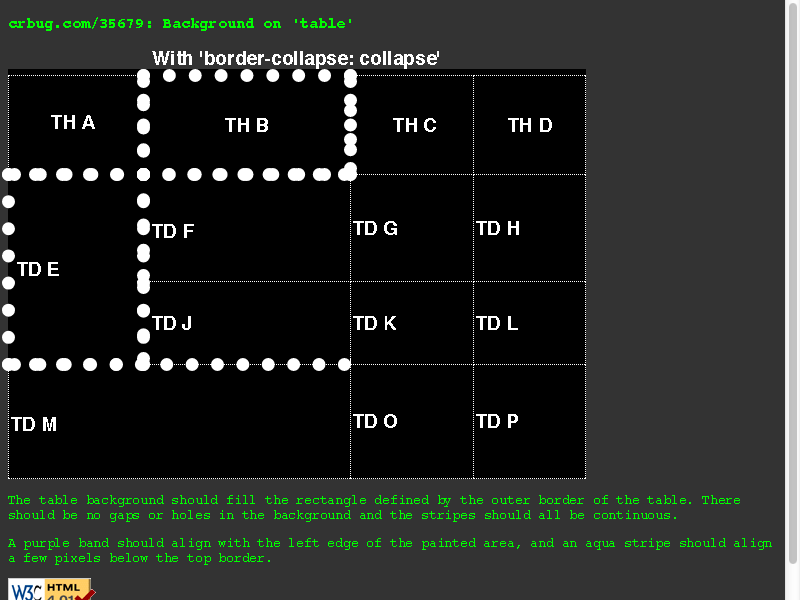 crbug.com/35679: Background on 'table'
With 'border-collapse: collapse'
TH A
TH B
TH C
TH D
TD E
TD F
TD G
TD H
TD J
TD K
TD L
TD M
TD O
TD P
The table background should fill the rectangle defined by the outer border of the table. There
should be no gaps or holes in the background and the stripes should all be continuous.
A purple band should align with the left edge of the painted area, and an aqua stripe should align
a few pixels below the top border.
W3C HTML
4.01